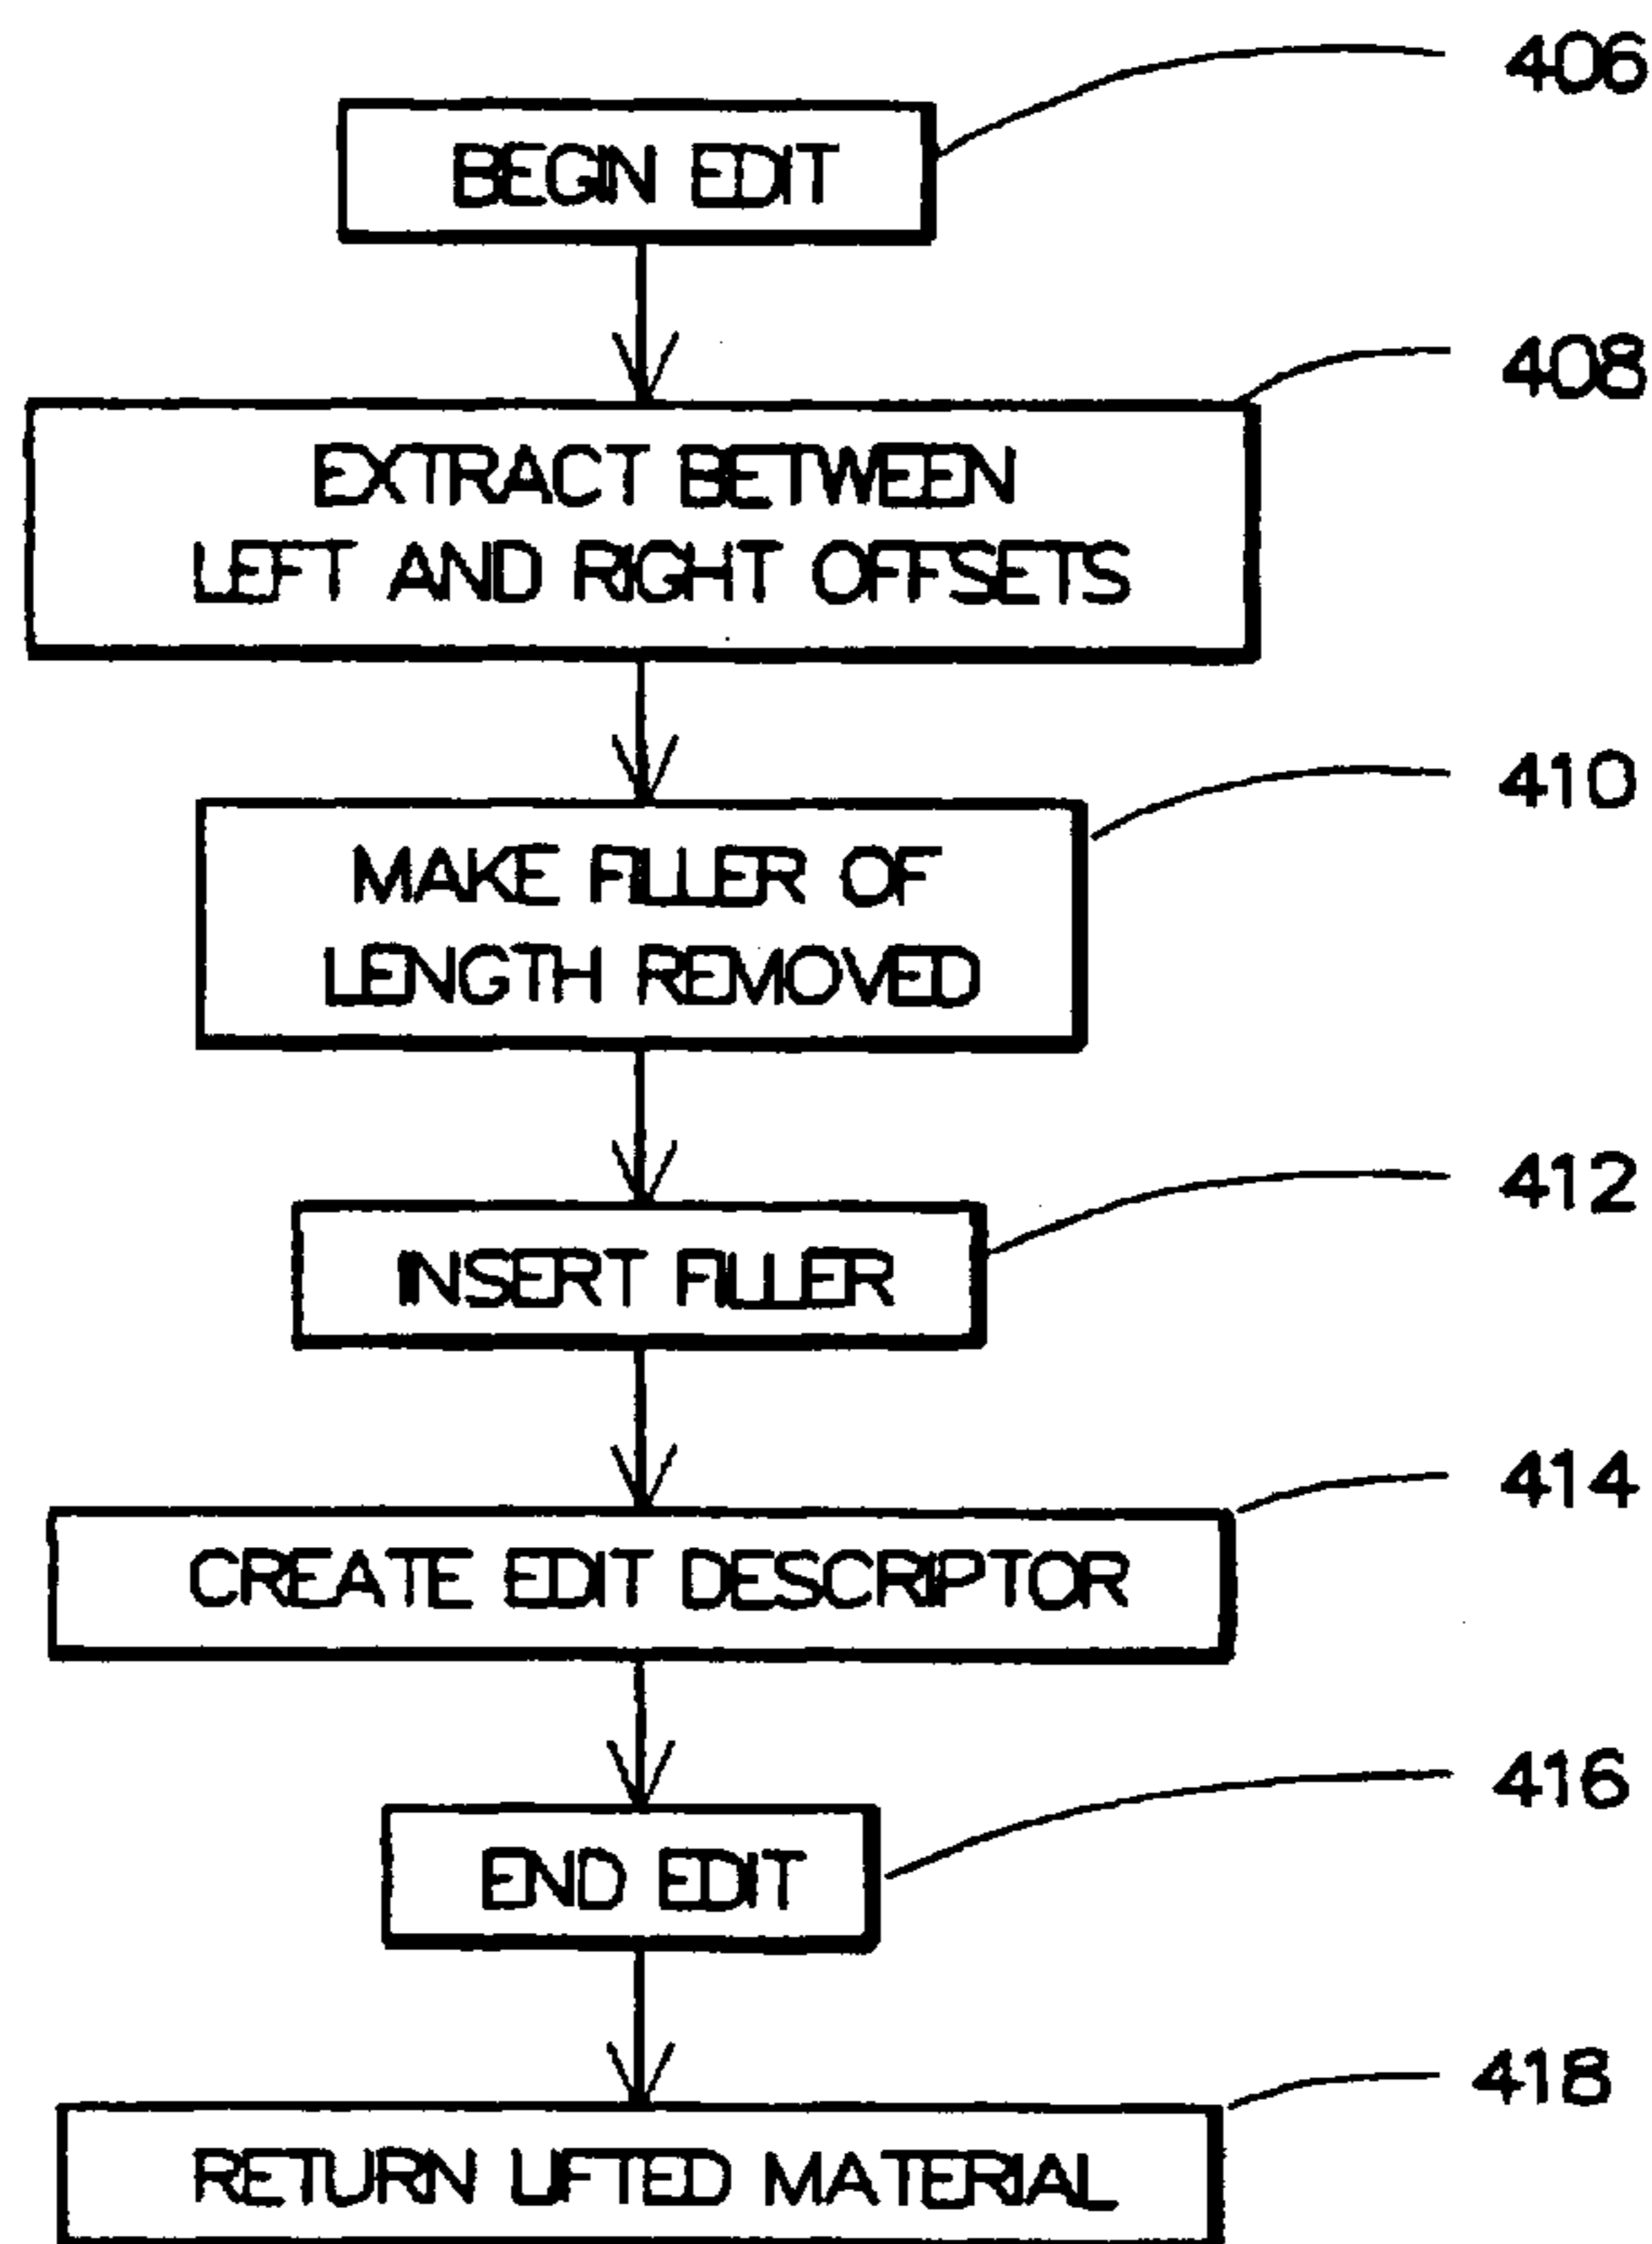 406
BEGIN EDIT
408
EXTRACT BETWEEN
LEFT AND RIGHT OFFSETS
410
MAKE FILLER OF
LENGTH REMOVED
412
INSERT FILLER
414
CREATE EDIT DESCRIPTOR
416
END EDIT
418
RETURN LIFTED MATERIAL